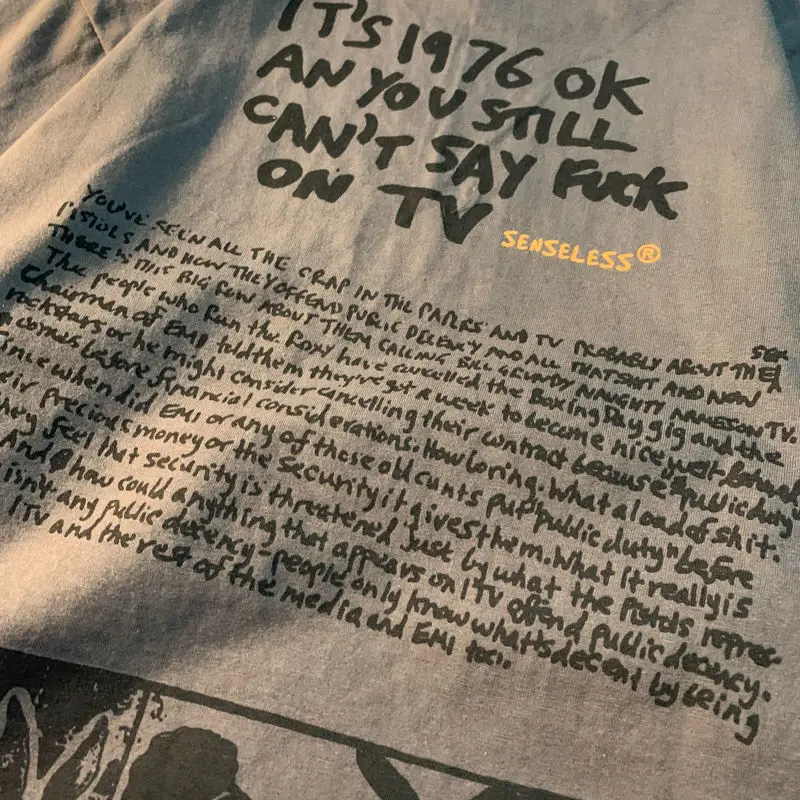 IT'S 1976 OK
AN YOU STILL
CAN'T SAY FUCK
ON TV
SENSELESS®
YOU'VE SEEN ALL THE CRAP IN THE PAPERS AND TV PROBABLY ABOUT THE SEX
PISTOLS AND HOW THEY OFFEND PUBLIC DECENCY AND ALL THAT SHIT AND NOW
THERE IS THIS BIG ROW ABOUT THEM CALLING BILL GRUNDY NAUGHTY NAMES ON TV.
The people who run the Roxy have cancelled the Boxing Day gig and the
Chairman of EMI told them they've got a week to become nice well-behaved
rockstars or he might consider cancelling their contract because "public duty"
comes before financial considerations. How boring. What a load of shit.
Since when did EMI or any of those old cunts put "public duty" before
their precious money or the security it gives them. What it really is
they feel that security is threatened just by what the Pistols repres-
And how could anything that appears on ITV offend public decency.
isn't any public decency - people only know what's decent by being
ITV and the rest of the media and EMI too.